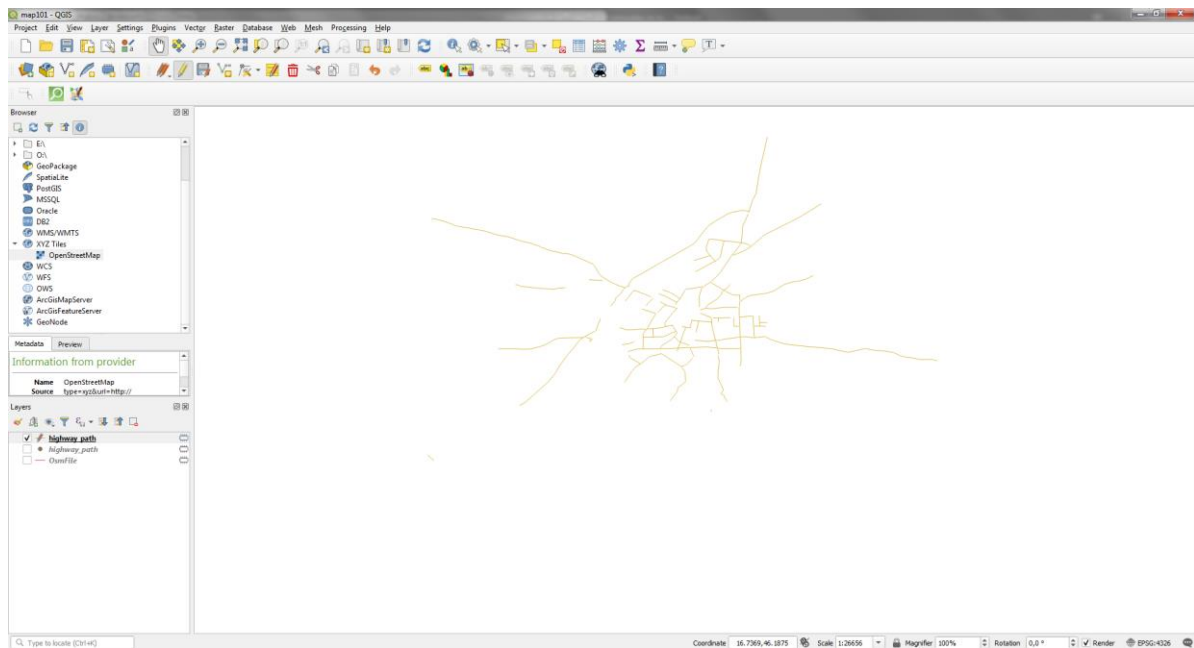 map101 - QGIS
Project Edit View Layer Settings Plugins Vector Raster Database Web Mesh Processing Help
Browser
E:\
O:\
GeoPackage
SpatiaLite
PostGIS
MSSQL
Oracle
DB2
WMS/WMTS
XYZ Tiles
OpenStreetMap
WCS
WFS
OWS
ArcGisMapServer
ArcGisFeatureServer
GeoNode
Metadata Preview
Information from provider
Name OpenStreetMap
Source type=xyz&url=http://
Layers
highway_path
highway_path
OsmFile
Type to locate (Ctrl+K) Coordinate 16.7369,46.1875 Scale 1:26656 Magnifier 100% Rotation 0,0 ° Render EPSG:4326